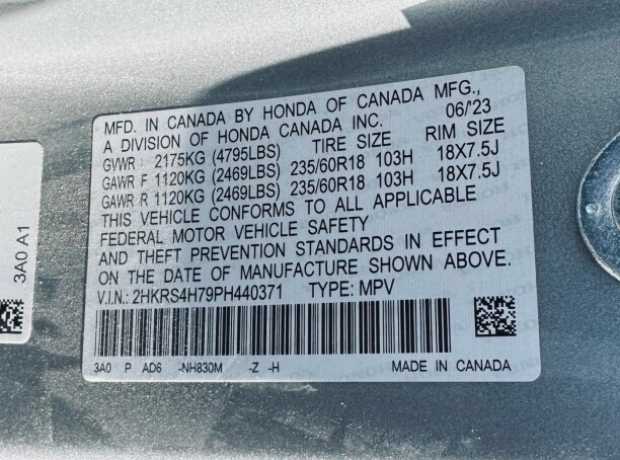 MFD. IN CANADA BY HONDA OF CANADA MFG.,
A DIVISION OF HONDA CANADA INC. 06/'23
GVWR : 2175KG (4795LBS) TIRE SIZE RIM SIZE
GAWR F 1120KG (2469LBS) 235/60R18 103H 18X7.5J
GAWR R 1120KG (2469LBS) 235/60R18 103H 18X7.5J
THIS VEHICLE CONFORMS TO ALL APPLICABLE
FEDERAL MOTOR VEHICLE SAFETY
AND THEFT PREVENTION STANDARDS IN EFFECT
ON THE DATE OF MANUFACTURE SHOWN ABOVE.
V.I.N.: 2HKRS4H79PH440371 TYPE: MPV
3A0 P AD6 -NH830M -Z -H MADE IN CANADA
3A0 A1